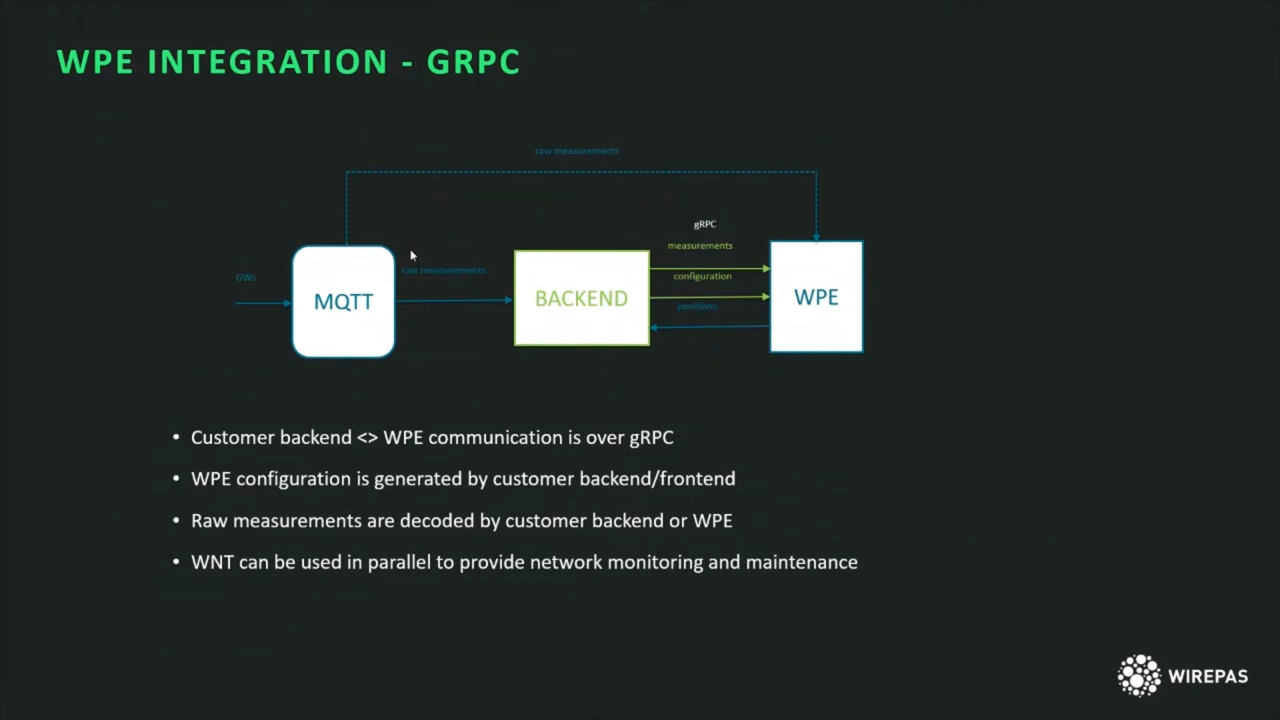 WPE INTEGRATION - GRPC
raw measurements
gRPC
measurements
GWs
raw measurements
configuration
MQTT
BACKEND
WPE
positions
• Customer backend <> WPE communication is over gRPC
• WPE configuration is generated by customer backend/frontend
• Raw measurements are decoded by customer backend or WPE
• WNT can be used in parallel to provide network monitoring and maintenance
WIREPAS